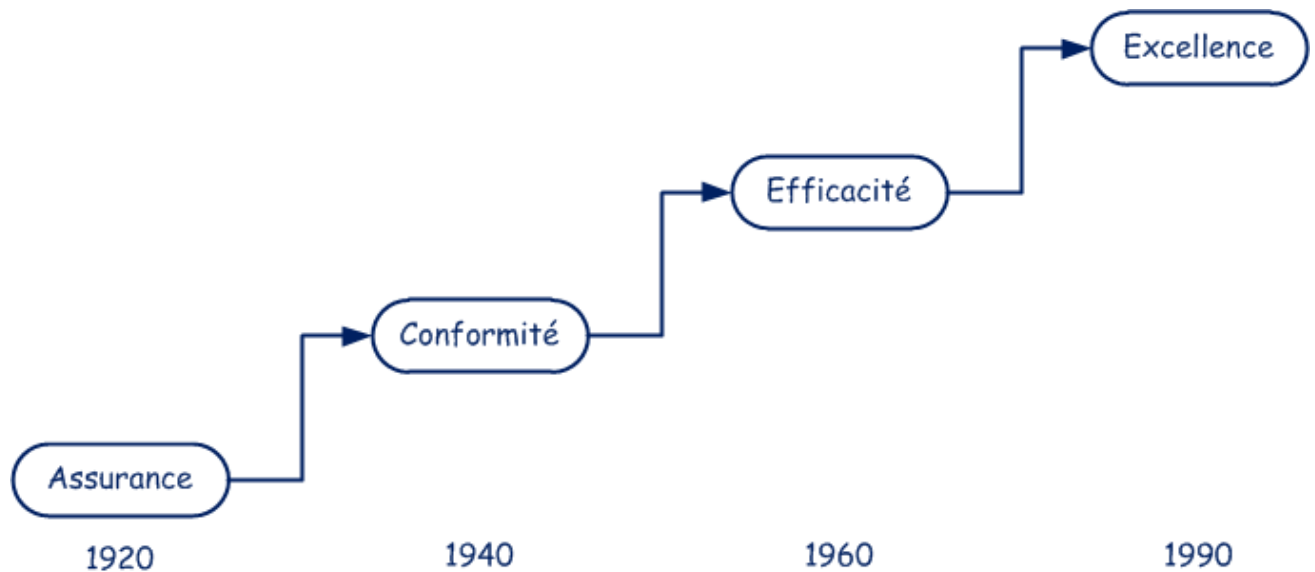 Excellence
Efficacité
Conformité
Assurance
1920
1940
1960
1990